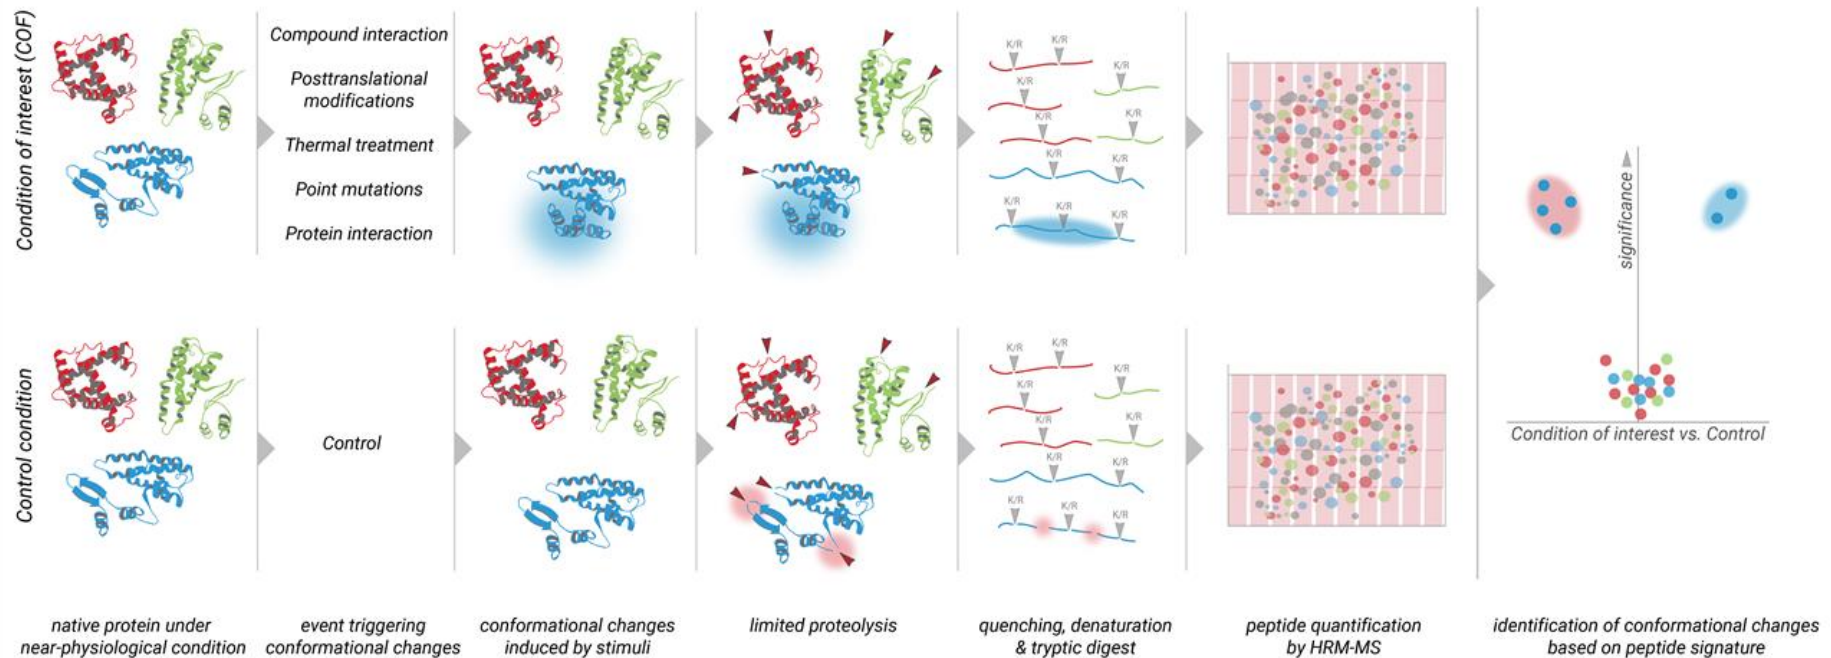 Condition of interest (COF)
Compound interaction
Posttranslational
modifications
Thermal treatment
Point mutations
Protein interaction
K/R
K/R
K/R
K/R
K/R
K/R
K/R
K/R
K/R
K/R
K/R
significance
Condition of interest vs. Control
Control condition
Control
K/R
K/R
K/R
K/R
K/R
K/R
K/R
K/R
K/R
K/R
K/R
native protein under
near-physiological condition
event triggering
conformational changes
conformational changes
induced by stimuli
limited proteolysis
quenching, denaturation
& tryptic digest
peptide quantification
by HRM-MS
identification of conformational changes
based on peptide signature